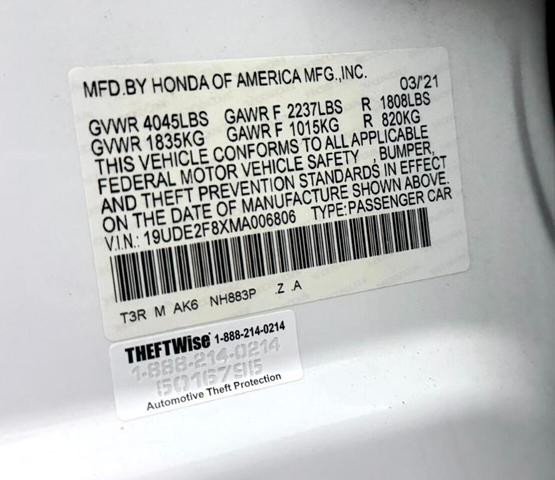 MFD.BY HONDA OF AMERICA MFG.,INC. 03/'21
GVWR 4045LBS GAWR F 2237LBS R 1808LBS
GVWR 1835KG GAWR F 1015KG R 820KG
THIS VEHICLE CONFORMS TO ALL APPLICABLE
FEDERAL MOTOR VEHICLE SAFETY , BUMPER,
AND THEFT PREVENTION STANDARDS IN EFFECT
ON THE DATE OF MANUFACTURE SHOWN ABOVE.
V.I.N.: 19UDE2F8XMA006806 TYPE:PASSENGER CAR
T3R M AK6 NH883P .Z .A
THEFTWise 1-888-214-0214
1-888-214-0214
Automotive Theft Protection